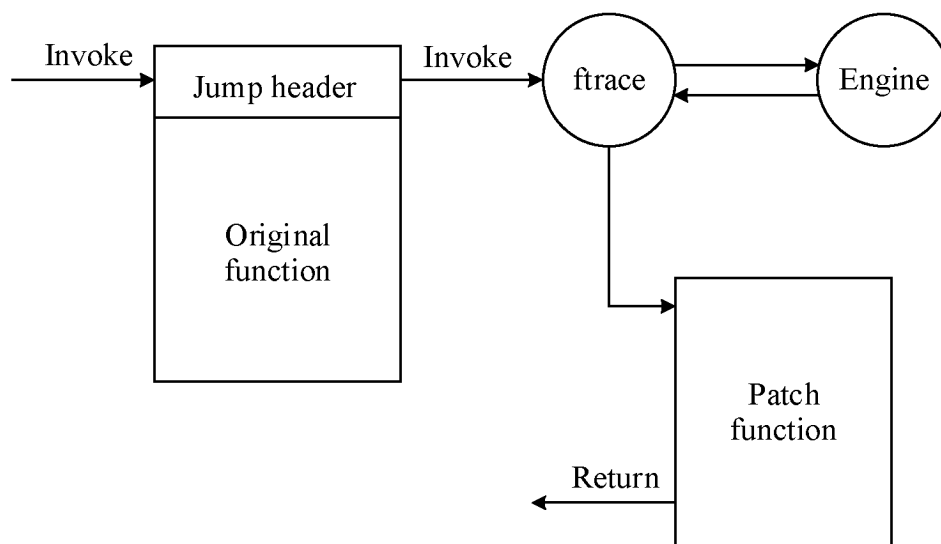 Invoke
Jump header
Invoke
ftrace
Engine
Original
function
Patch
function
Return